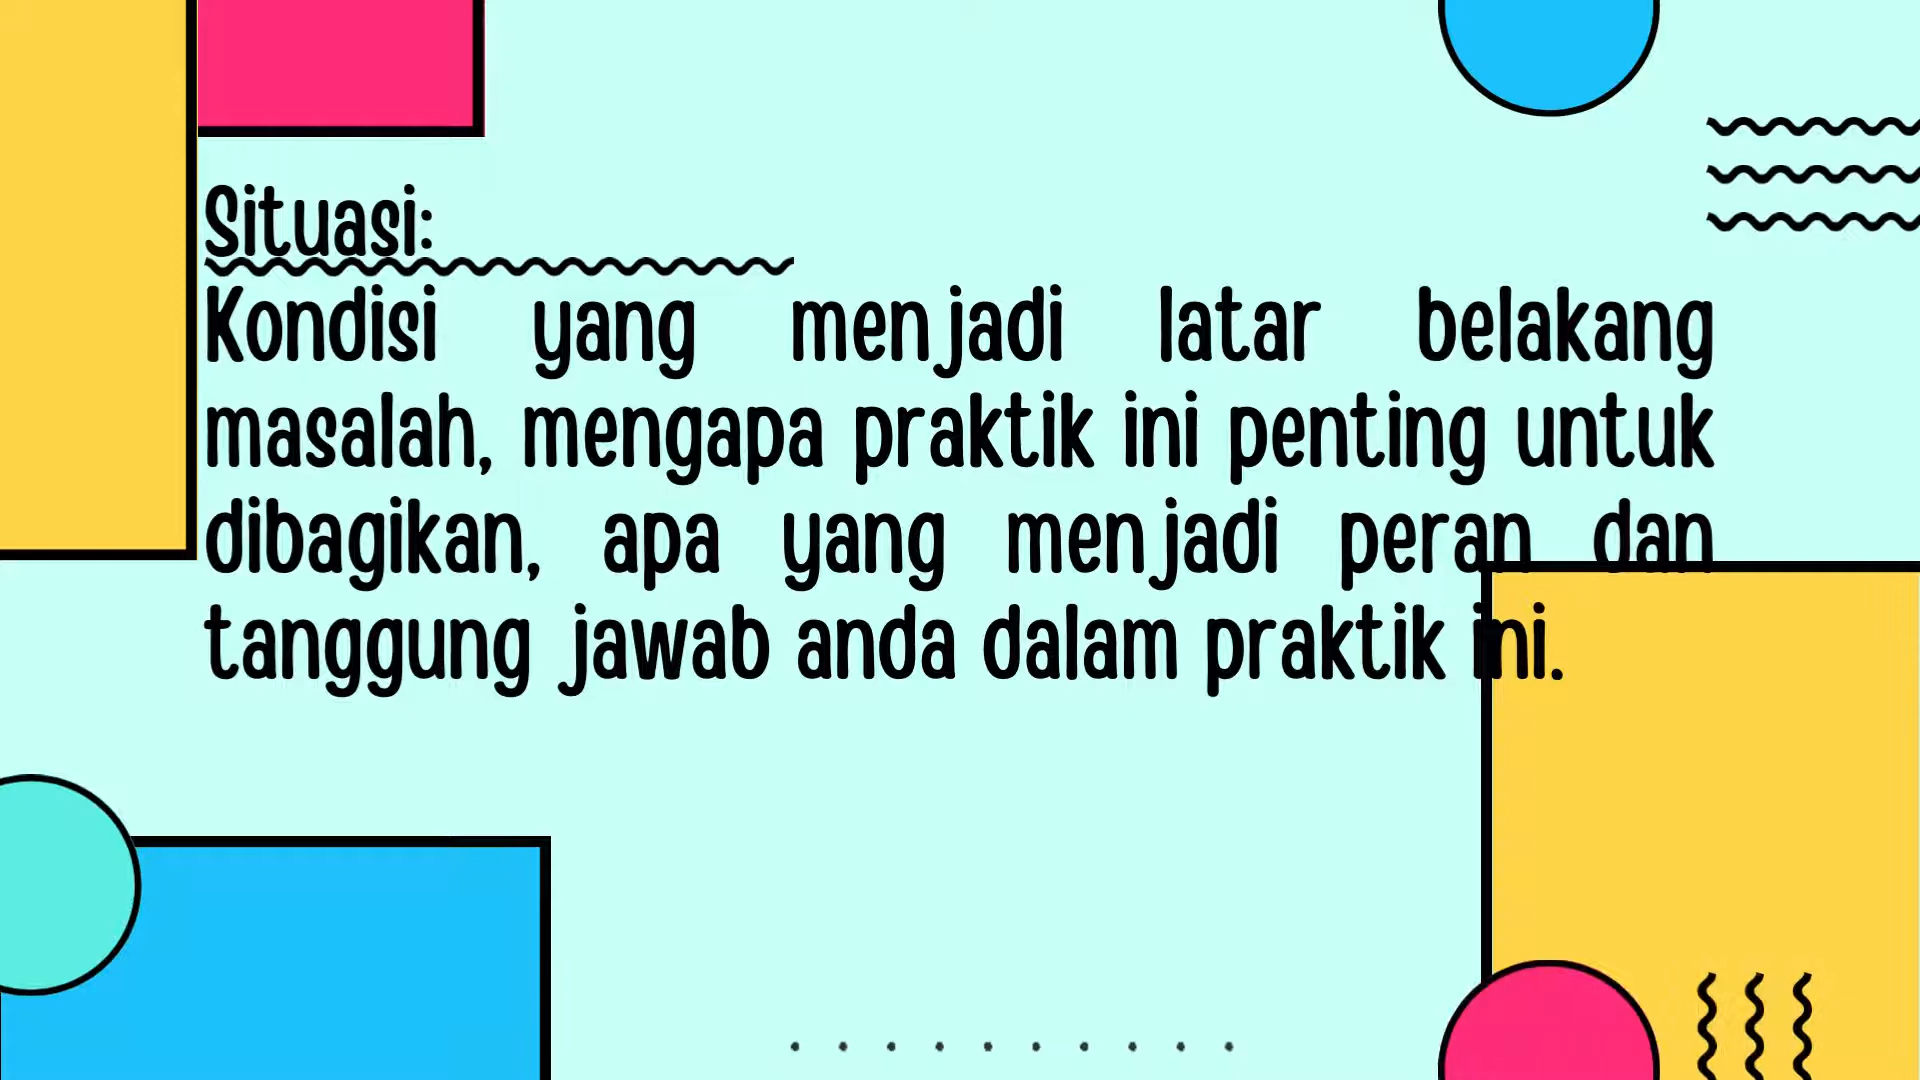 Situasi:
Kondisi yang menjadi latar belakang
masalah, mengapa praktik ini penting untuk
dibagikan, apa yang menjadi peran dan
tanggung jawab anda dalam praktik ini.